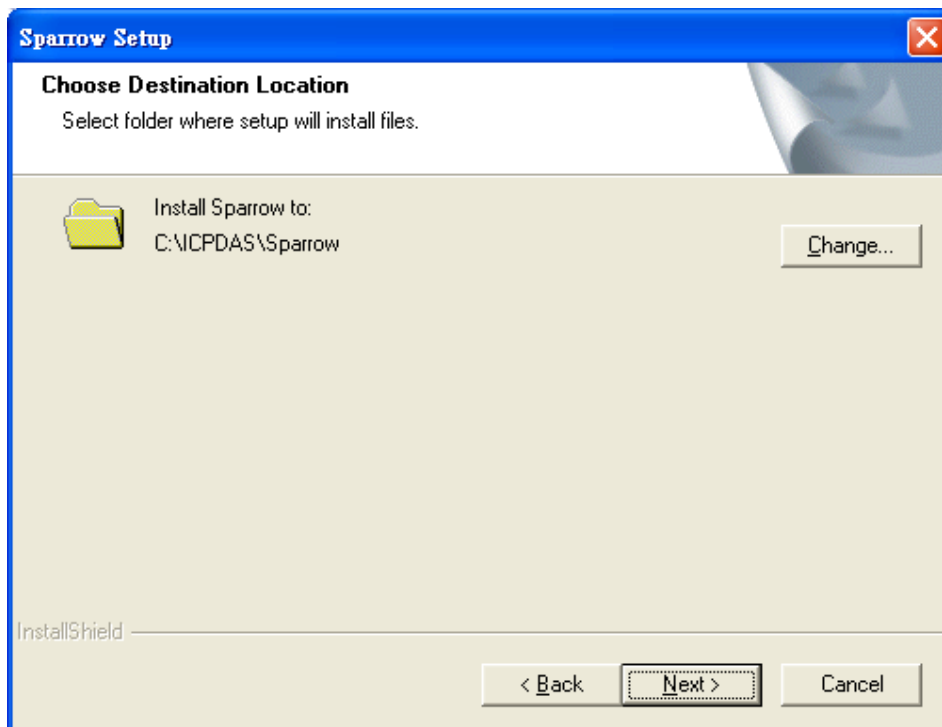 Sparrow Setup
Choose Destination Location
Select folder where setup will install files.
Install Sparrow to:
C:\ICPDAS\Sparrow
Change...
InstallShield
< Back
Next >
Cancel